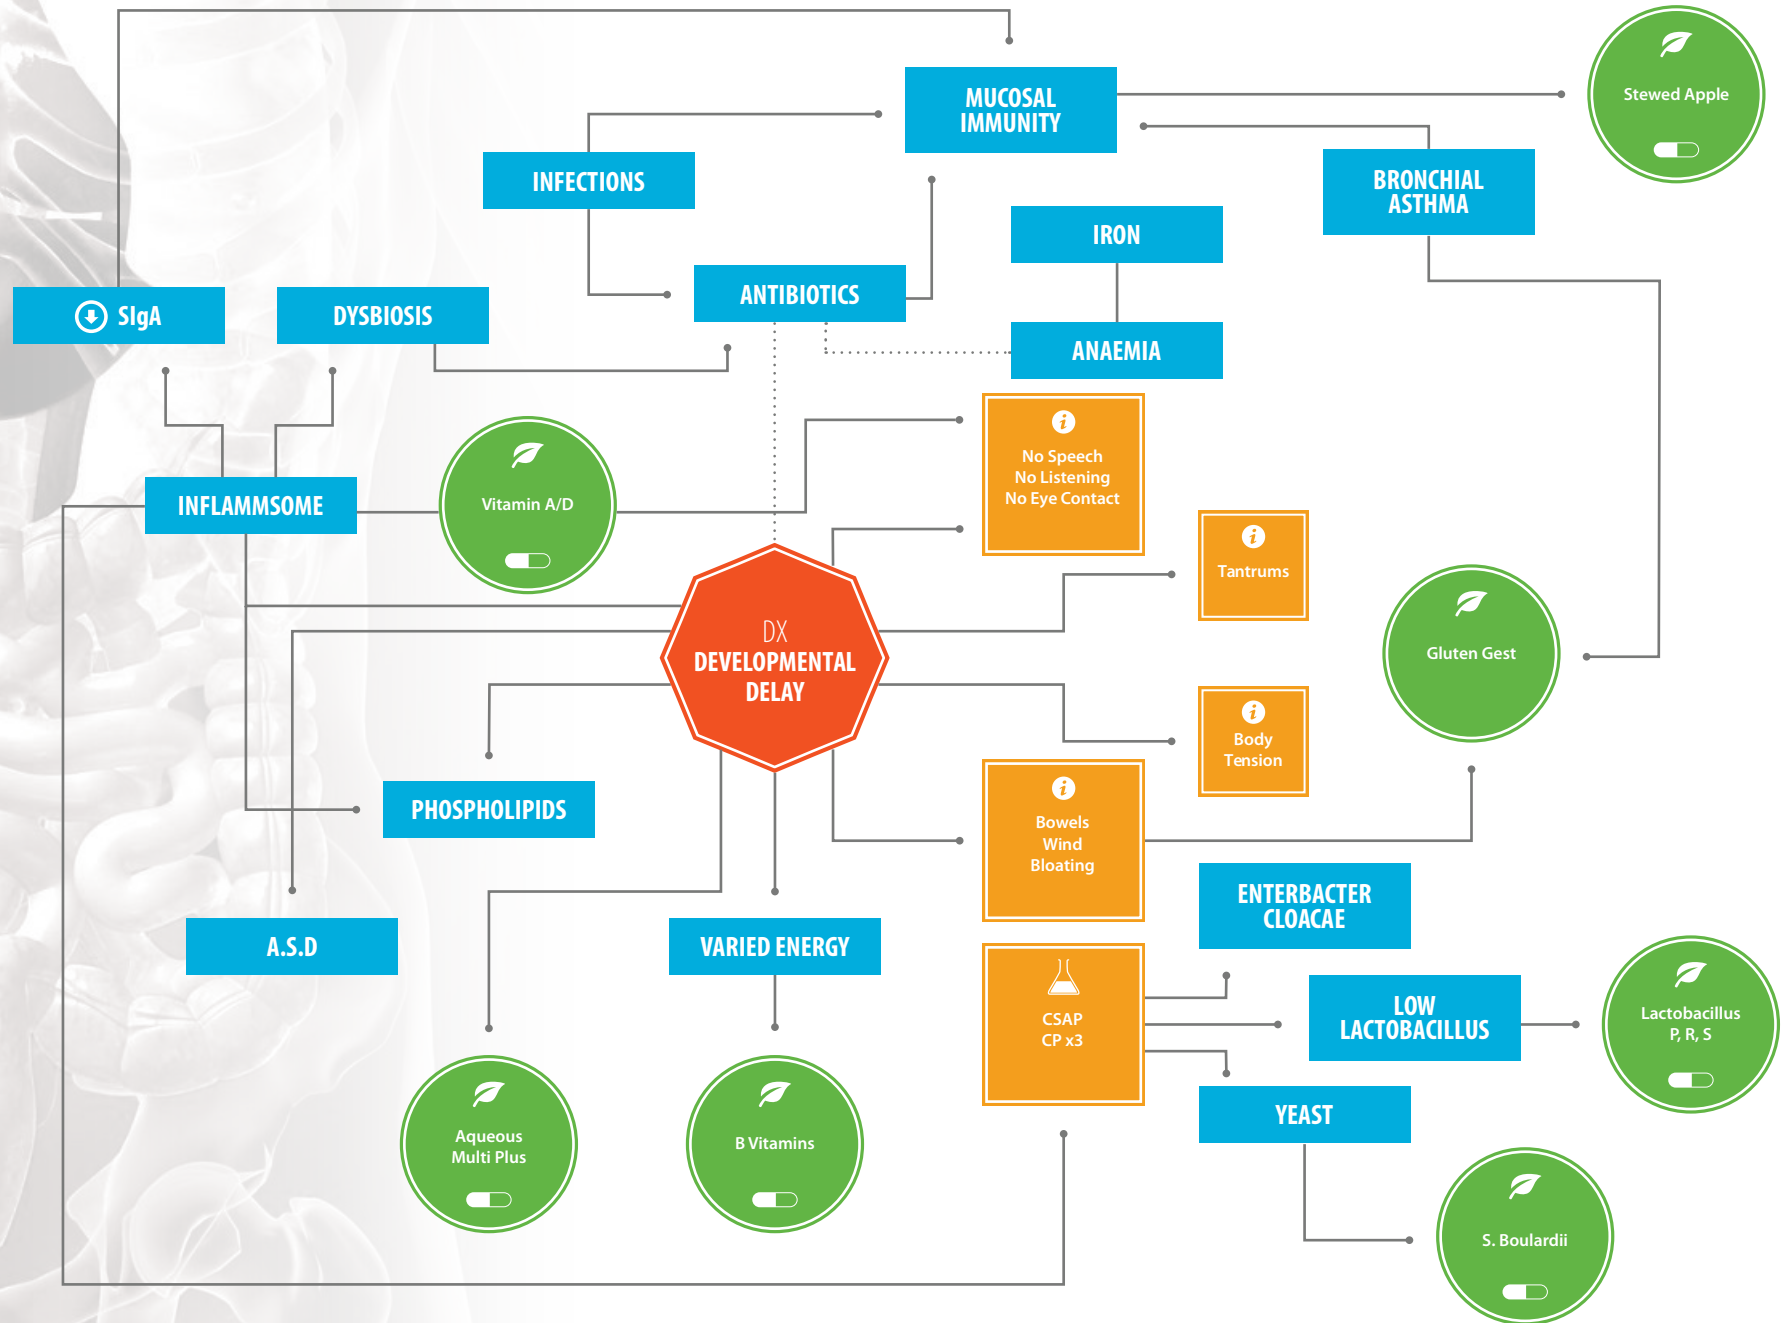 Stewed Apple
MUCOSAL
IMMUNITY
INFECTIONS
BRONCHIAL
ASTHMA
IRON
ANTIBIOTICS
SIgA
DYSBIOSIS
ANAEMIA
No Speech
No Listening
No Eye Contact
INFLAMMSOME
Vitamin A/D
Tantrums
DX
DEVELOPMENTAL
DELAY
Gluten Gest
Body
Tension
PHOSPHOLIPIDS
Bowels
Wind
Bloating
ENTERBACTER
CLOACAE
A.S.D
VARIED ENERGY
CSAP
CP x3
LOW
LACTOBACILLUS
Lactobacillus
P, R, S
YEAST
Aqueous
Multi Plus
B Vitamins
S. Boulardii